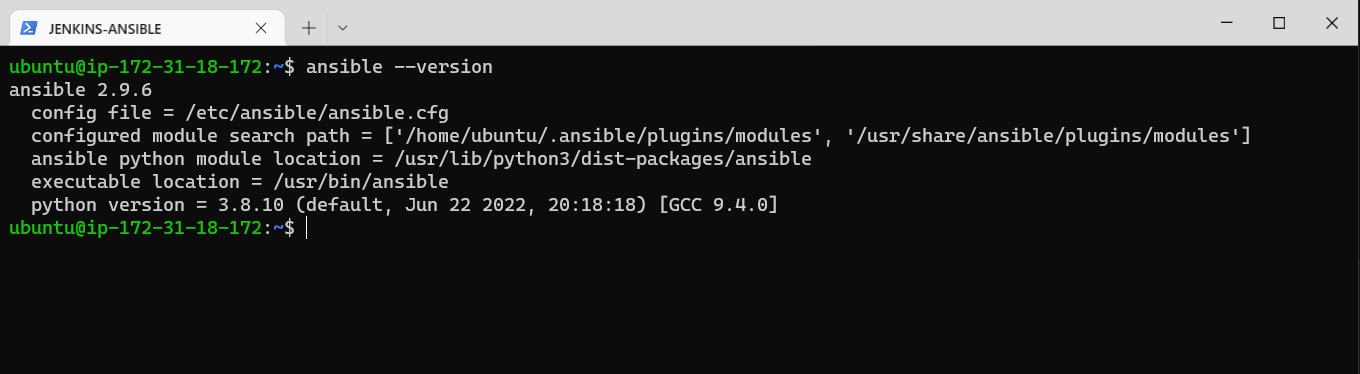 JENKINS-ANSIBLE
ubuntu@ip-172-31-18-172:~$ ansible --version
ansible 2.9.6
  config file = /etc/ansible/ansible.cfg
  configured module search path = ['/home/ubuntu/.ansible/plugins/modules', '/usr/share/ansible/plugins/modules']
  ansible python module location = /usr/lib/python3/dist-packages/ansible
  executable location = /usr/bin/ansible
  python version = 3.8.10 (default, Jun 22 2022, 20:18:18) [GCC 9.4.0]
ubuntu@ip-172-31-18-172:~$